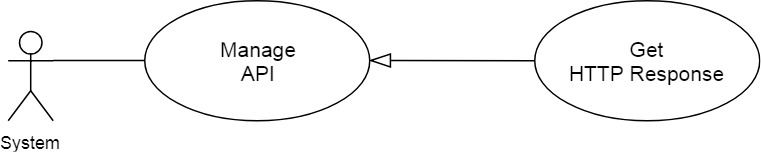 Manage
API
Get
HTTP Response
System